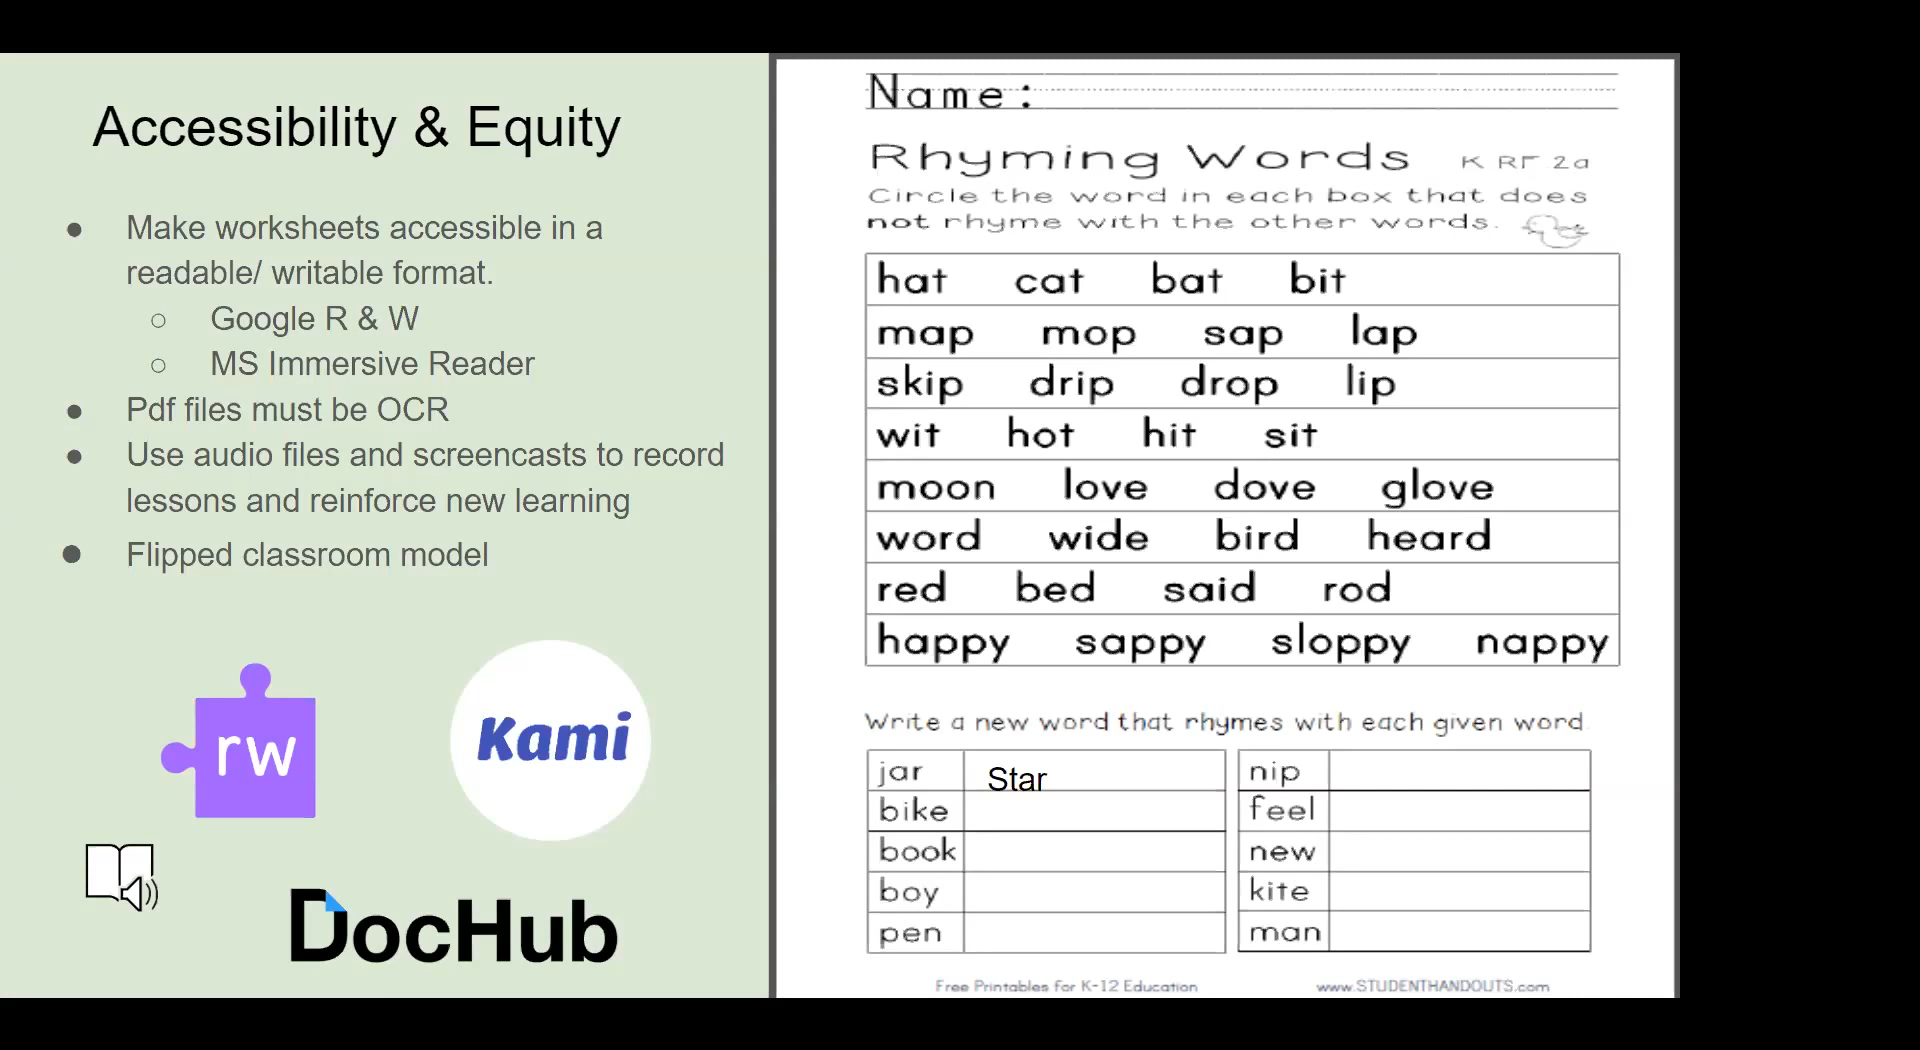 Accessibility & Equity
● Make worksheets accessible in a
readable/ writable format.
○ Google R & W
○ MS Immersive Reader
● Pdf files must be OCR
● Use audio files and screencasts to record
lessons and reinforce new learning
● Flipped classroom model
rw
Kami
DocHub
Name:
Rhyming Words K RF 2a
Circle the word in each box that does
not rhyme with the other words.
hat cat bat bit
map mop sap lap
skip drip drop lip
wit hot hit sit
moon love dove glove
word wide bird heard
red bed said rod
happy sappy sloppy nappy
Write a new word that rhymes with each given word.
jar Star nip
bike feel
book new
boy kite
pen man
Free Printables for K-12 Education www.STUDENTHANDOUTS.com